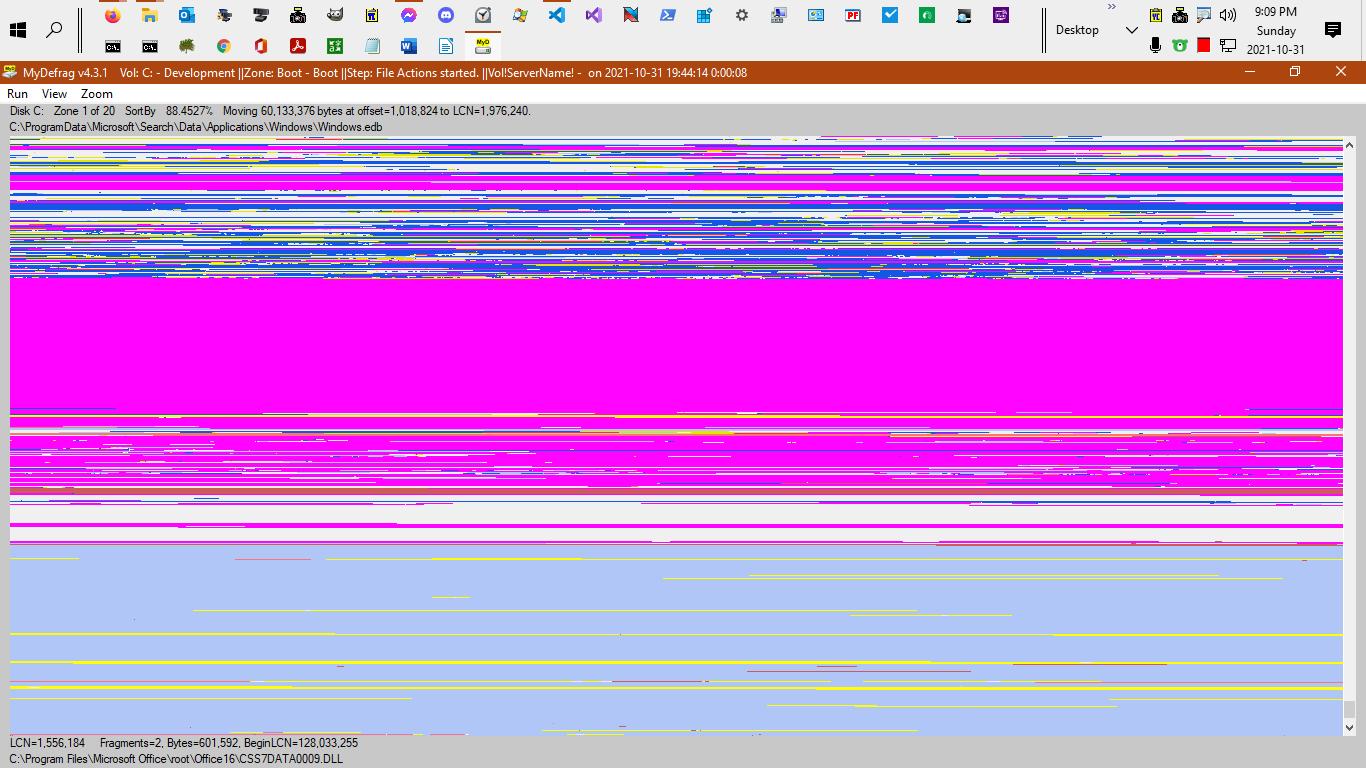 9:09 PM
Desktop
Sunday
2021-10-31
MyD
MyDefrag v4.3.1 Vol: C: - Development ||Zone: Boot - Boot ||Step: File Actions started. ||Vol!ServerName! - on 2021-10-31 19:44:14 0:00:08
Run View Zoom
Disk C: Zone 1 of 20 SortBy 88.4527% Moving 60,133,376 bytes at offset=1,018,824 to LCN=1,976,240.
C:\ProgramData\Microsoft\Search\Data\Applications\Windows\Windows.edb
LCN=1,556,184 Fragments=2, Bytes=601,592, BeginLCN=128,033,255
C:\Program Files\Microsoft Office\root\Office16\CSS7DATA0009.DLL